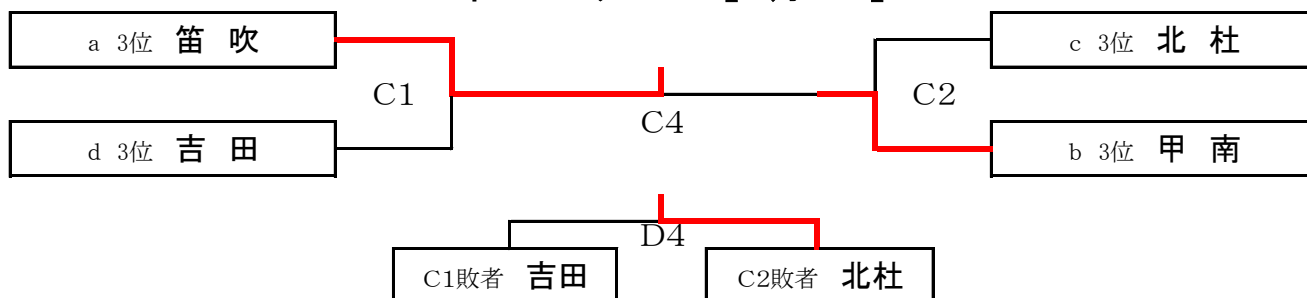 a 3位 笛 吹
c 3位 北 杜
C1
C2
C4
d 3位 吉 田
b 3位 甲 南
D4
C1敗者 吉田
C2敗者 北杜